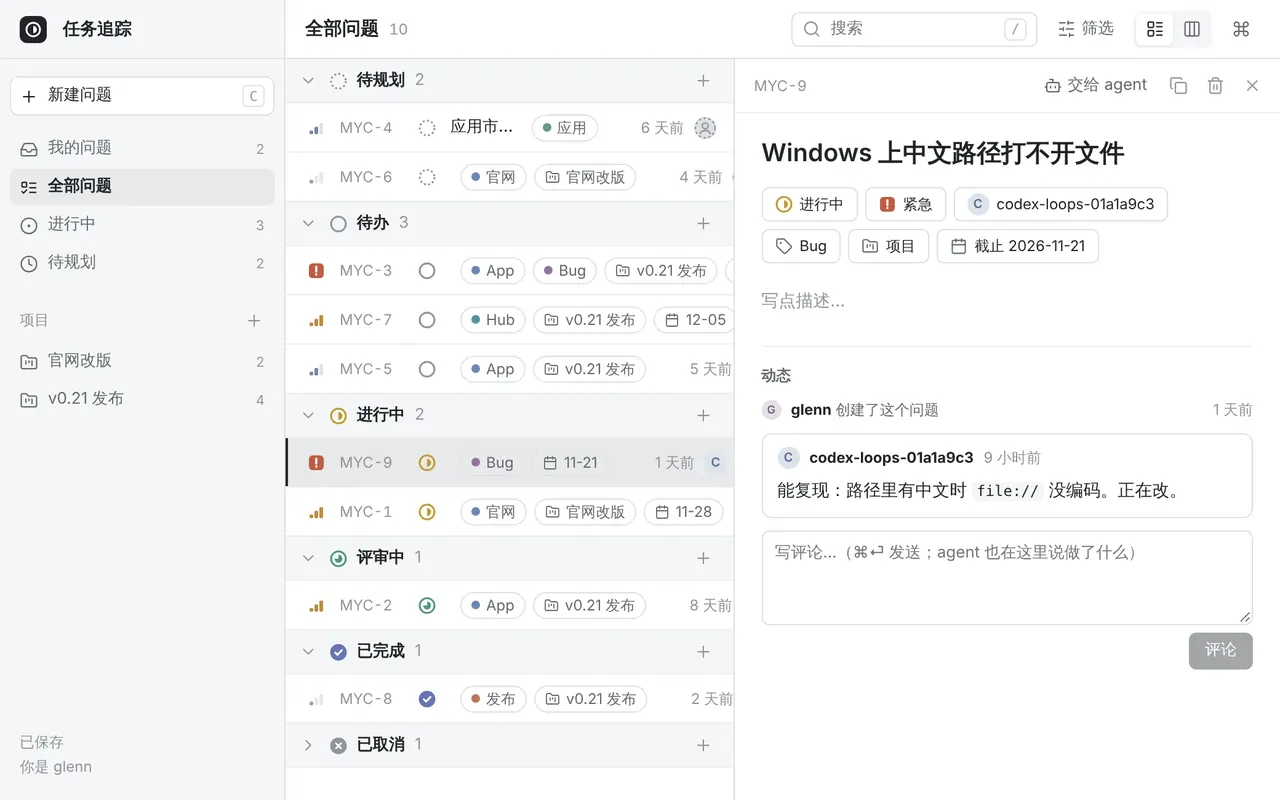 任务追踪
新建问题 C
我的问题 2
全部问题
进行中 3
待规划 2
项目
官网改版 2
v0.21 发布 4
已保存
你是 glenn
全部问题 10
搜索 /
筛选
待规划 2
MYC-4 应用市... 应用 6 天前
MYC-6 官网 官网改版 4 天前
待办 3
MYC-3 App Bug v0.21 发布
MYC-7 Hub v0.21 发布 12-05
MYC-5 App v0.21 发布 5 天前
进行中 2
MYC-9 Bug 11-21 1 天前 C
MYC-1 官网 官网改版 11-28
评审中 1
MYC-2 App v0.21 发布 8 天前
已完成 1
MYC-8 发布 v0.21 发布 2 天前
已取消 1
MYC-9 交给 agent
Windows 上中文路径打不开文件
进行中 紧急 C codex-loops-01a1a9c3
Bug 项目 截止 2026-11-21
写点描述...
动态
G glenn 创建了这个问题 1 天前
C codex-loops-01a1a9c3 9 小时前
能复现：路径里有中文时 file:// 没编码。正在改。
写评论...（⌘⏎ 发送；agent 也在这里说做了什么）
评论